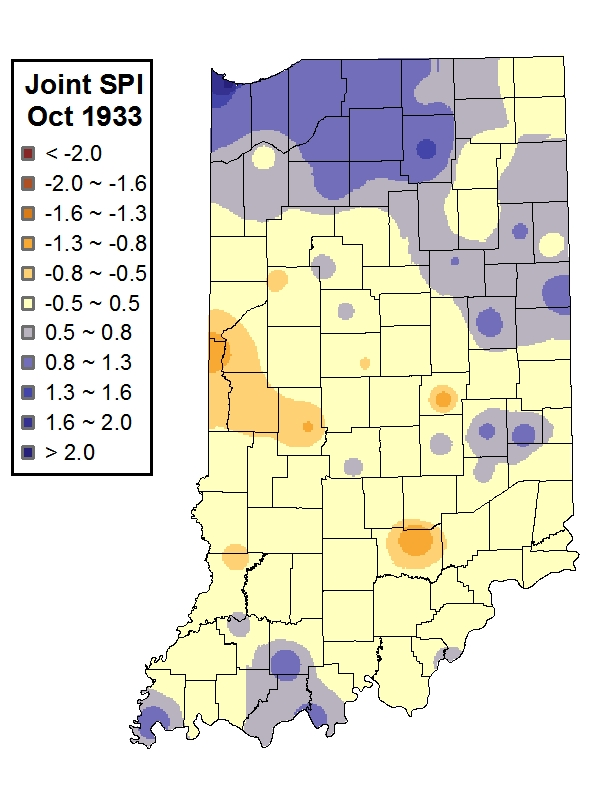 Joint SPI
Oct 1933
< -2.0
-2.0 ~ -1.6
-1.6 ~ -1.3
-1.3 ~ -0.8
-0.8 ~ -0.5
-0.5 ~ 0.5
0.5 ~ 0.8
0.8 ~ 1.3
1.3 ~ 1.6
1.6 ~ 2.0
> 2.0